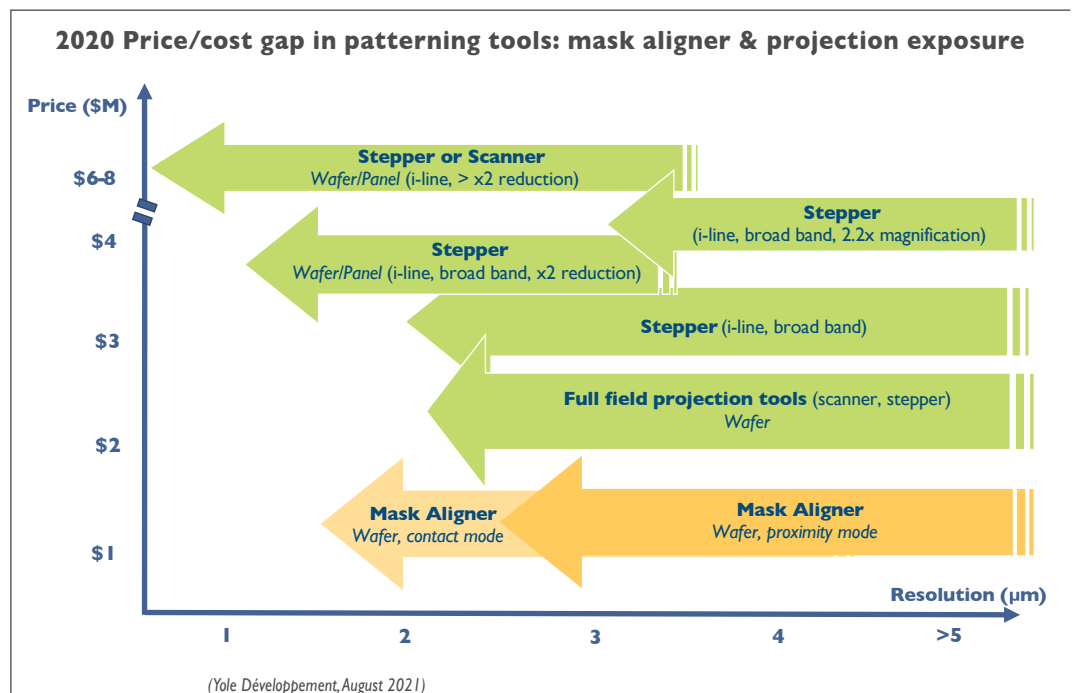 2020 Price/cost gap in patterning tools: mask aligner & projection exposure
Price ($M)
$6-8
$4
$3
$2
$1
Stepper or Scanner
Wafer/Panel (i-line, > x2 reduction)
Stepper
(i-line, broad band, 2.2x magnification)
Stepper
Wafer/Panel (i-line, broad band, x2 reduction)
Stepper (i-line, broad band)
Full field projection tools (scanner, stepper)
Wafer
Mask Aligner
Wafer, contact mode
Mask Aligner
Wafer, proximity mode
Resolution (µm)
1 2 3 4 >5
(Yole Développement, August 2021)